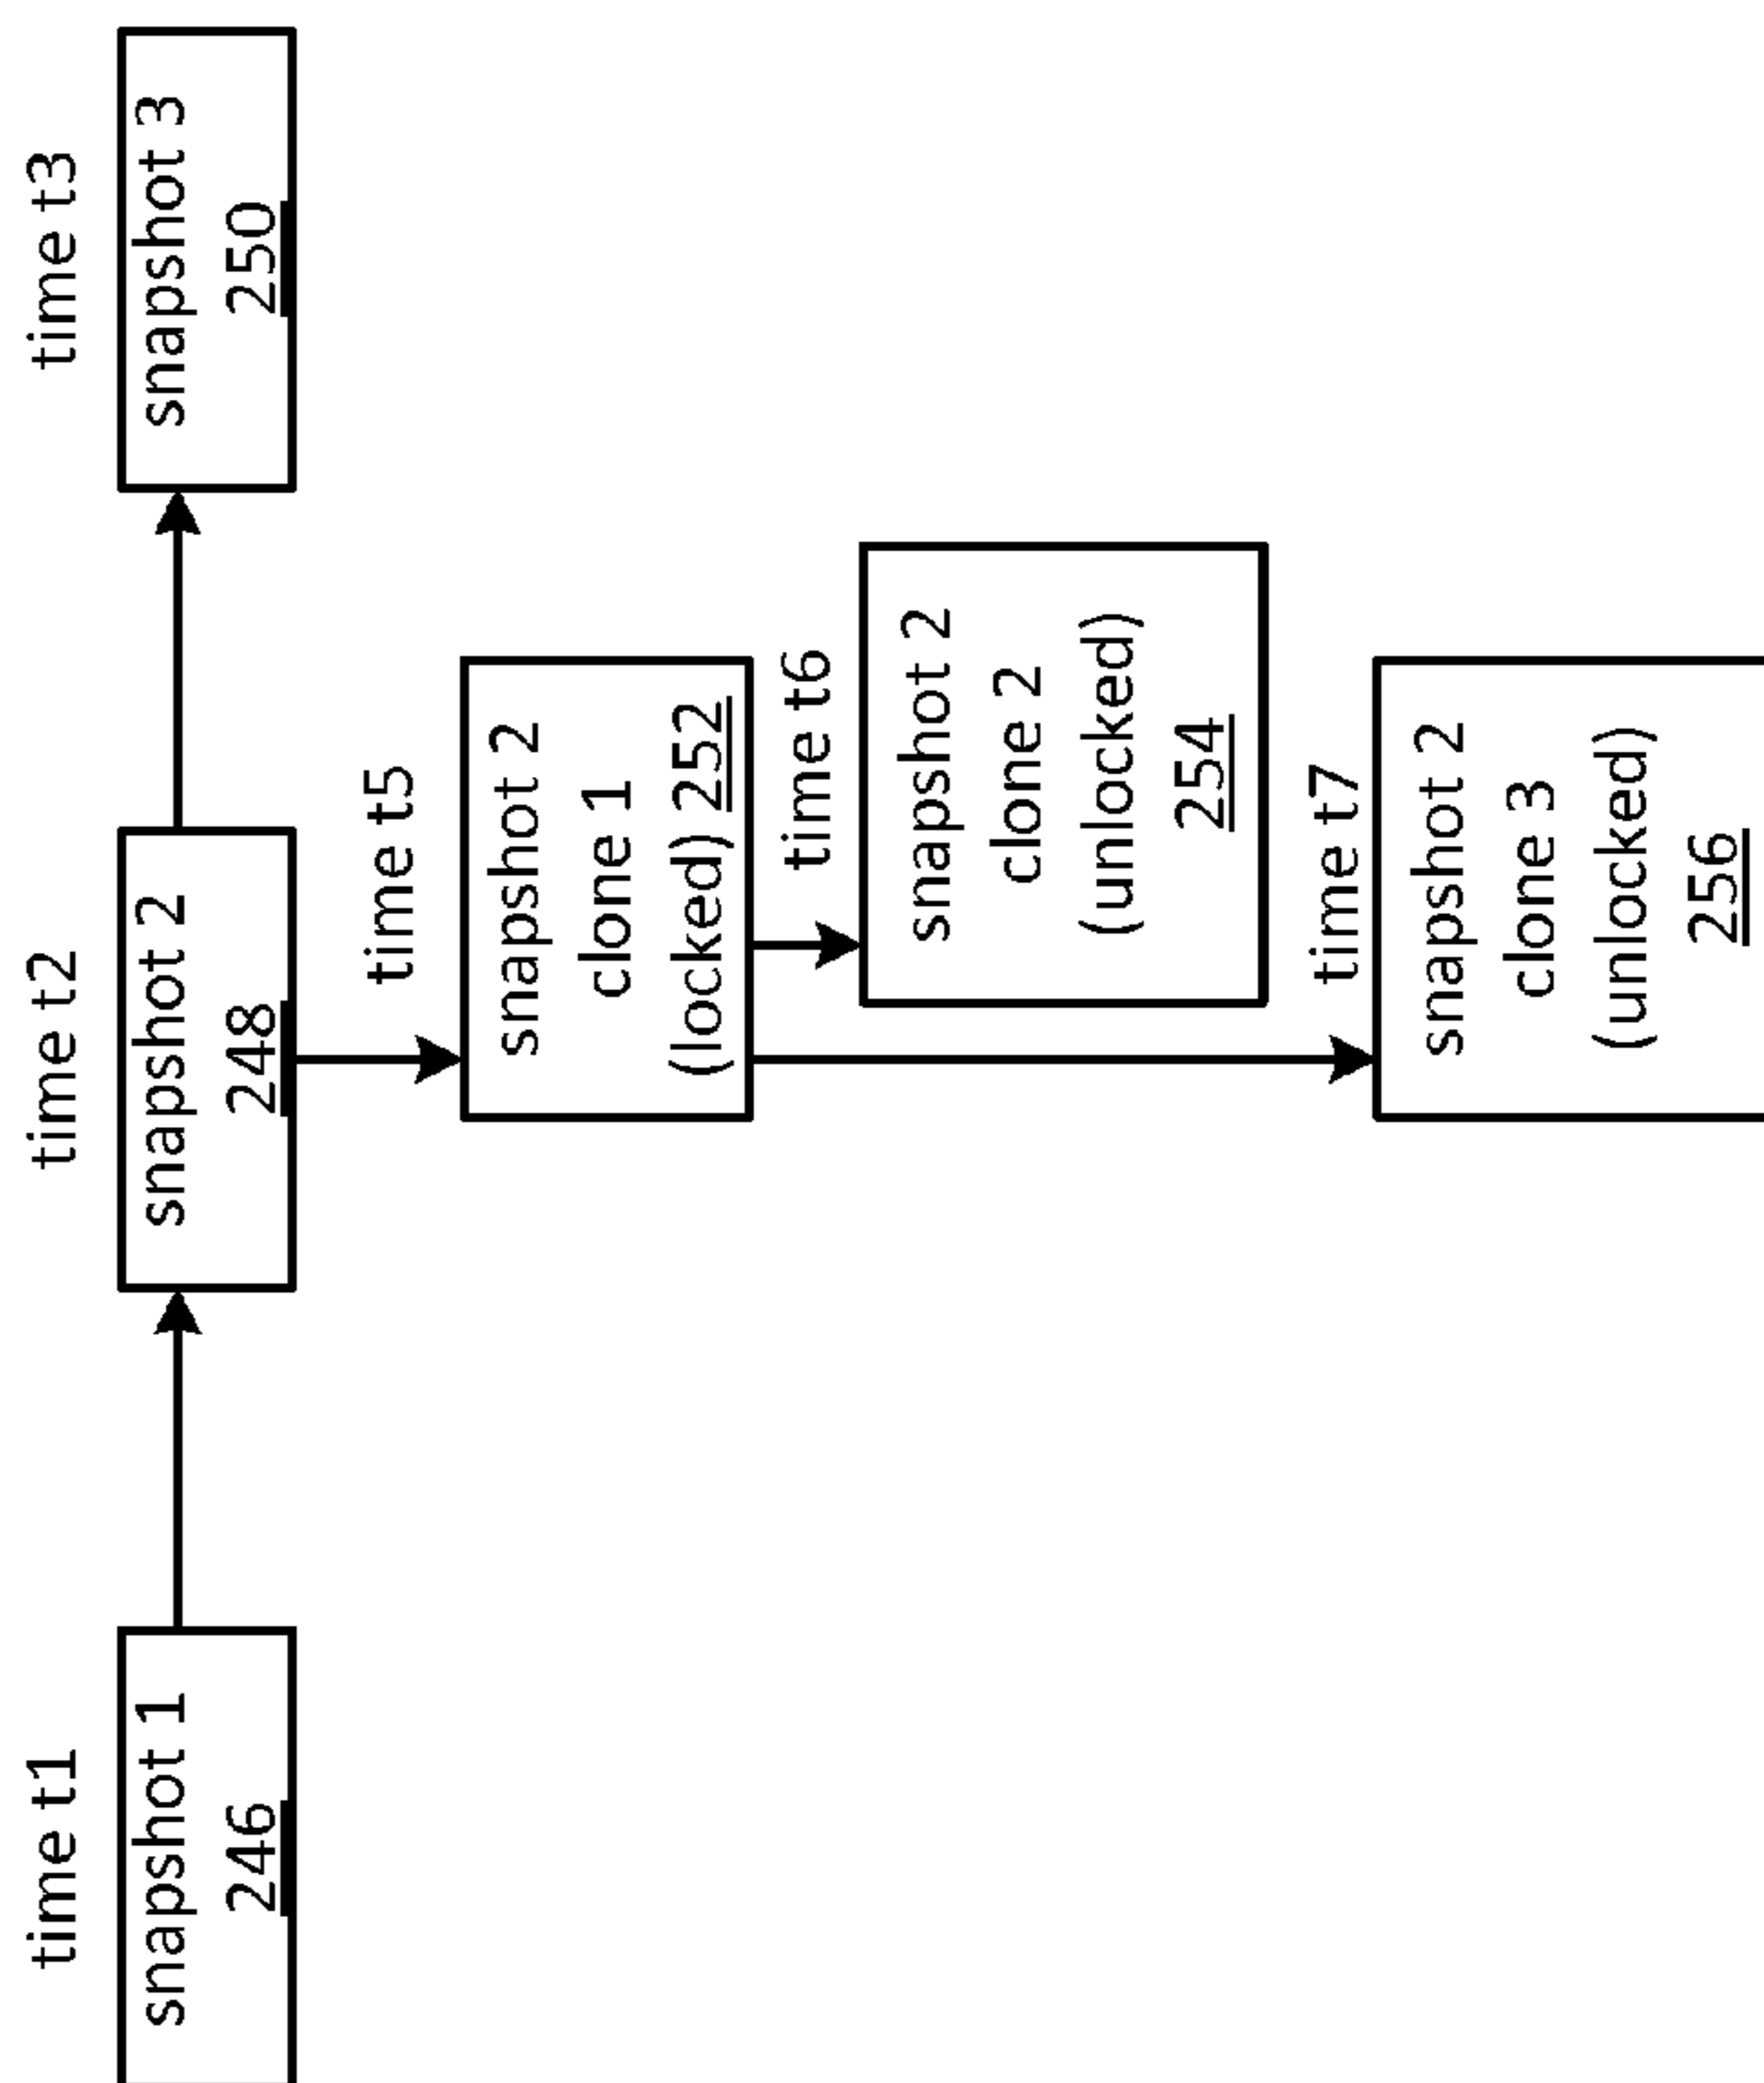 time t1
snapshot 1
246
time t2
snapshot 2
248
time t3
snapshot 3
250
time t5
snapshot 2
clone 1
(locked) 252
time t6
snapshot 2
clone 2
(unlocked)
254
time t7
snapshot 2
clone 3
(unlocked)
256